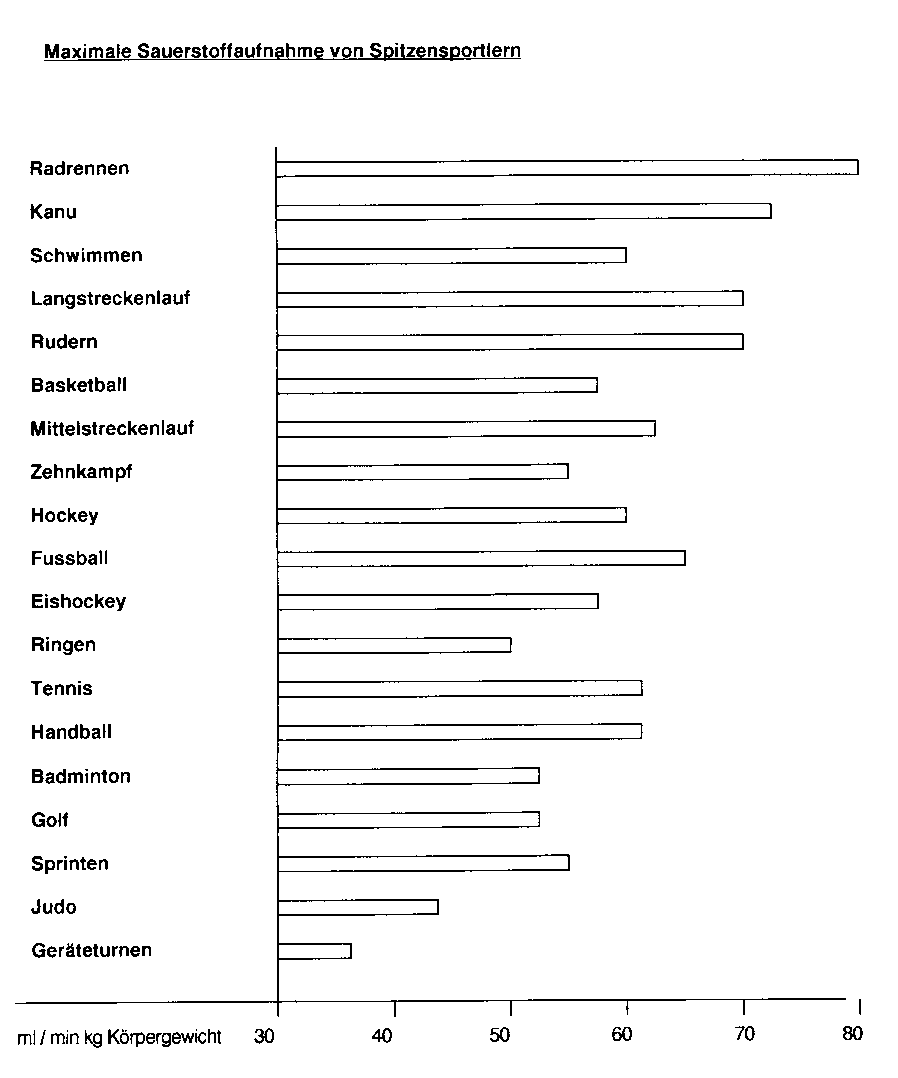 Maximale Sauerstoffaufnahme von Spitzensportlern
Radrennen
Kanu
Schwimmen
Langstreckenlauf
Rudern
Basketball
Mittelstreckenlauf
Zehnkampf
Hockey
Fussball
Eishockey
Ringen
Tennis
Handball
Badminton
Golf
Sprinten
Judo
Geräteturnen
ml / min kg Körpergewicht 30 40 50 60 70 80